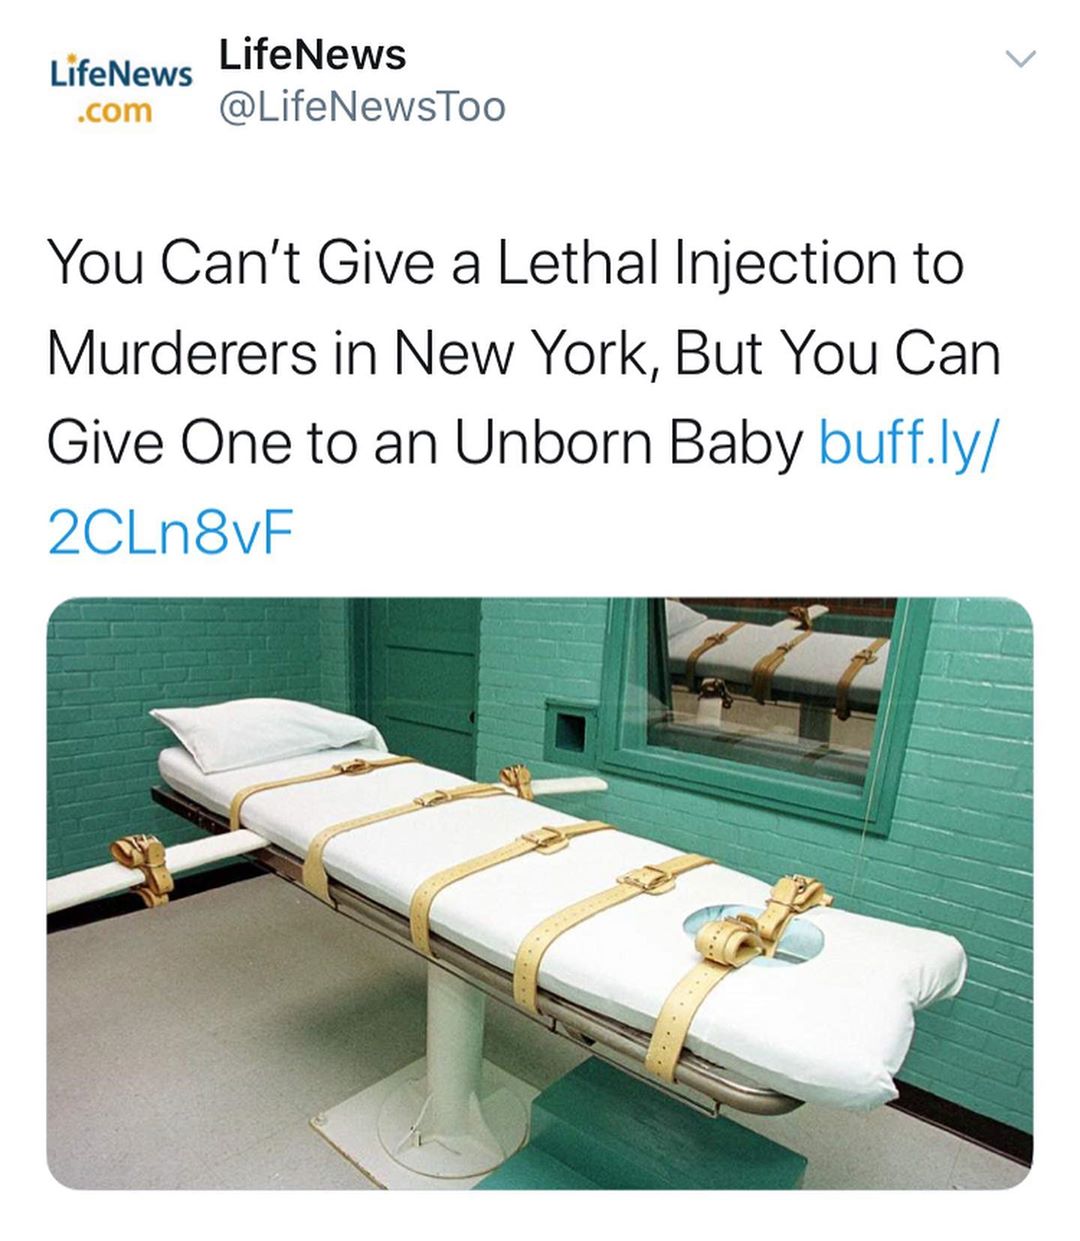 LifeNews
.com
LifeNews
@LifeNewsToo
You Can’t Give a Lethal Injection to
Murderers in New York, But You Can
Give One to an Unborn Baby buff.ly/
2CLn8vF